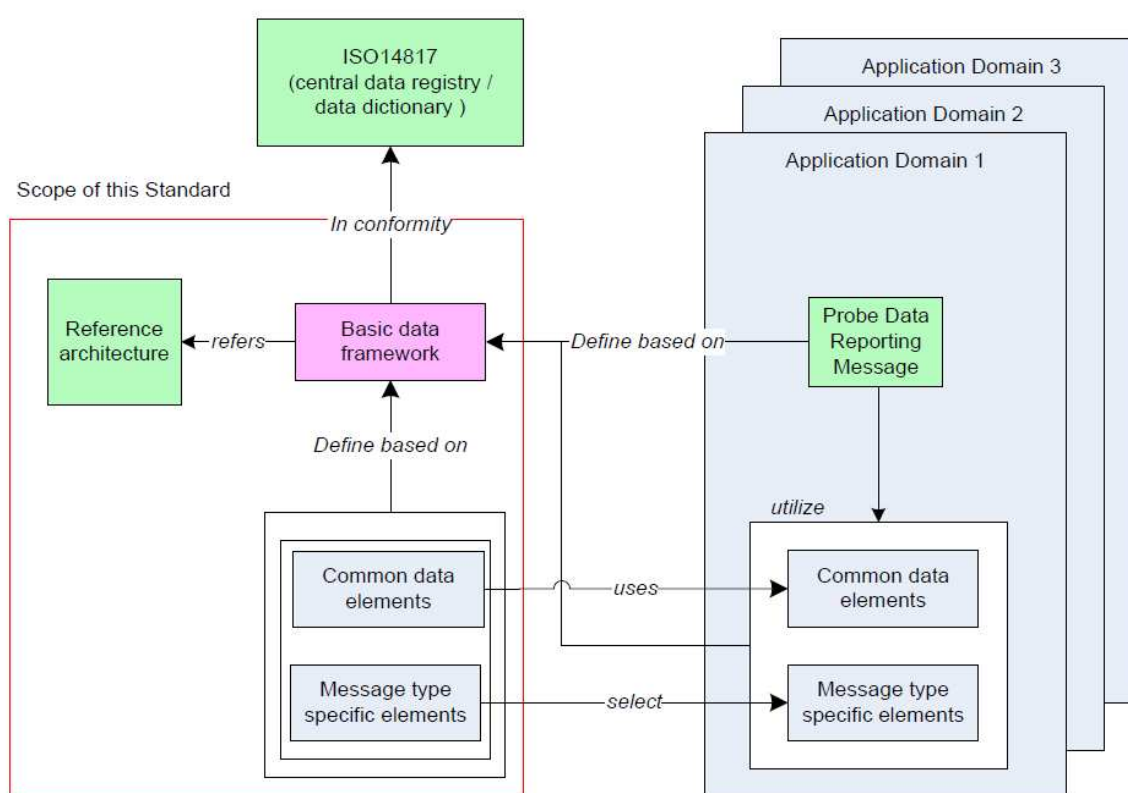 ISO14817
(central data registry /
data dictionary )
Application Domain 3
Application Domain 2
Application Domain 1
Scope of this Standard
In conformity
Reference
architecture
refers
Basic data
framework
Define based on
Probe Data
Reporting
Message
Define based on
utilize
Common data
elements
uses
Common data
elements
Message type
specific elements
select
Message type
specific elements